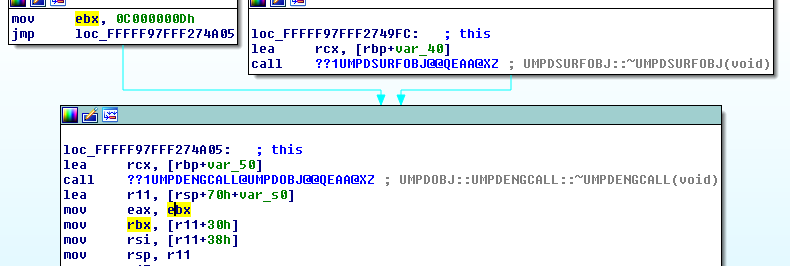 mov     ebx, 0C000000Dh
jmp     loc_FFFFF97FFF274A05
loc_FFFFF97FFF2749FC:   ; this
lea     rcx, [rbp+var_40]
call    ??1UMPDSURFOBJ@@QEAA@XZ ; UMPDSURFOBJ::~UMPDSURFOBJ(void)
loc_FFFFF97FFF274A05:   ; this
lea     rcx, [rbp+var_50]
call    ??1UMPDENGCALL@UMPDOBJ@@QEAA@XZ ; UMPDOBJ::UMPDENGCALL::~UMPDENGCALL(void)
lea     r11, [rsp+70h+var_s0]
mov     eax, ebx
mov     rbx, [r11+30h]
mov     rsi, [r11+38h]
mov     rsp, r11